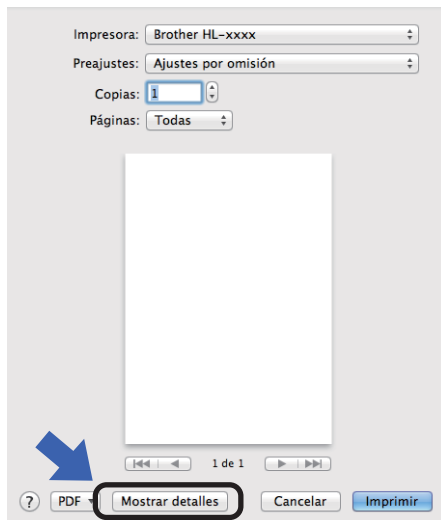 Impresora: Brother HL-xxxx
Preajustes: Ajustes por omisión
Copias: 1
Páginas: Todas
1 de 1
? PDF Mostrar detalles Cancelar Imprimir